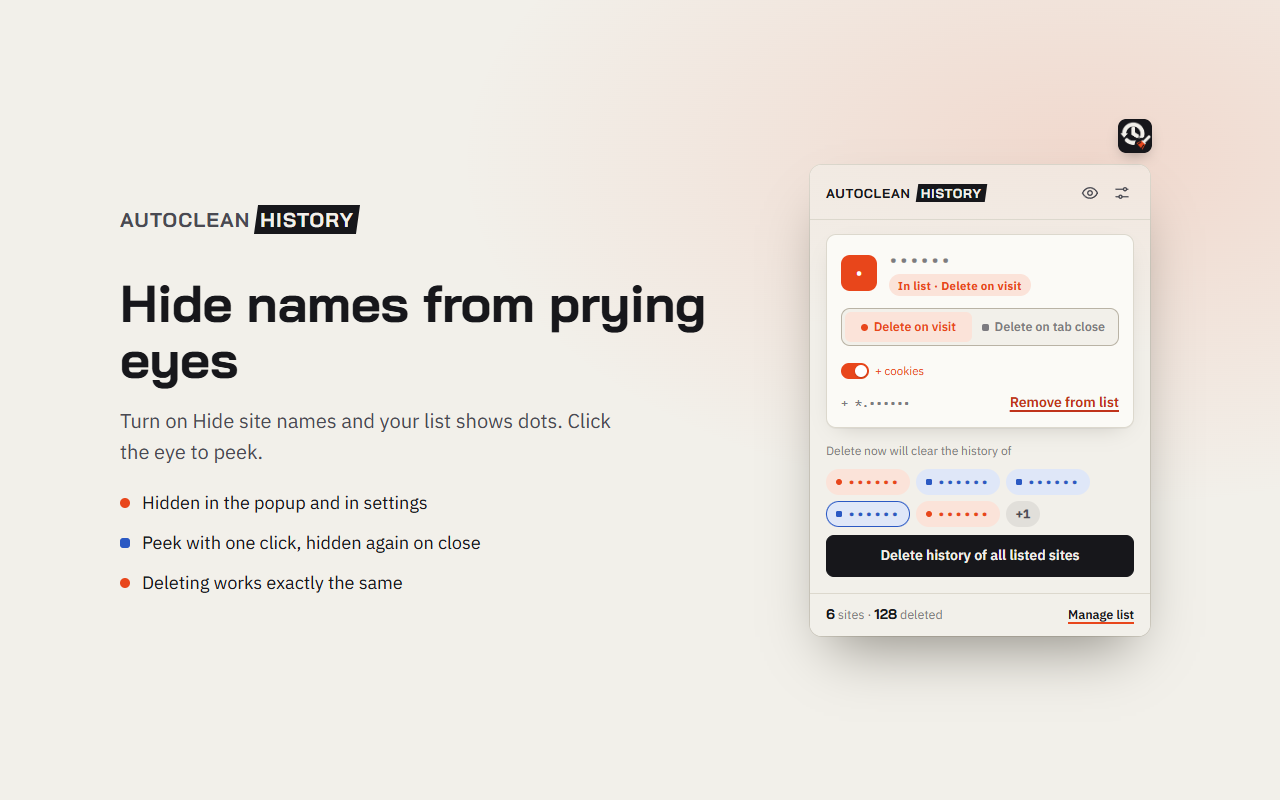 AUTOCLEAN HISTORY
Hide names from prying
eyes
Turn on Hide site names and your list shows dots. Click
the eye to peek.
Hidden in the popup and in settings
Peek with one click, hidden again on close
Deleting works exactly the same
AUTOCLEAN HISTORY
••••••
In list · Delete on visit
Delete on visit
Delete on tab close
+ cookies
+ *.••••••
Remove from list
Delete now will clear the history of
•••••• •••••• ••••••
•••••• •••••• +1
Delete history of all listed sites
6 sites · 128 deleted
Manage list